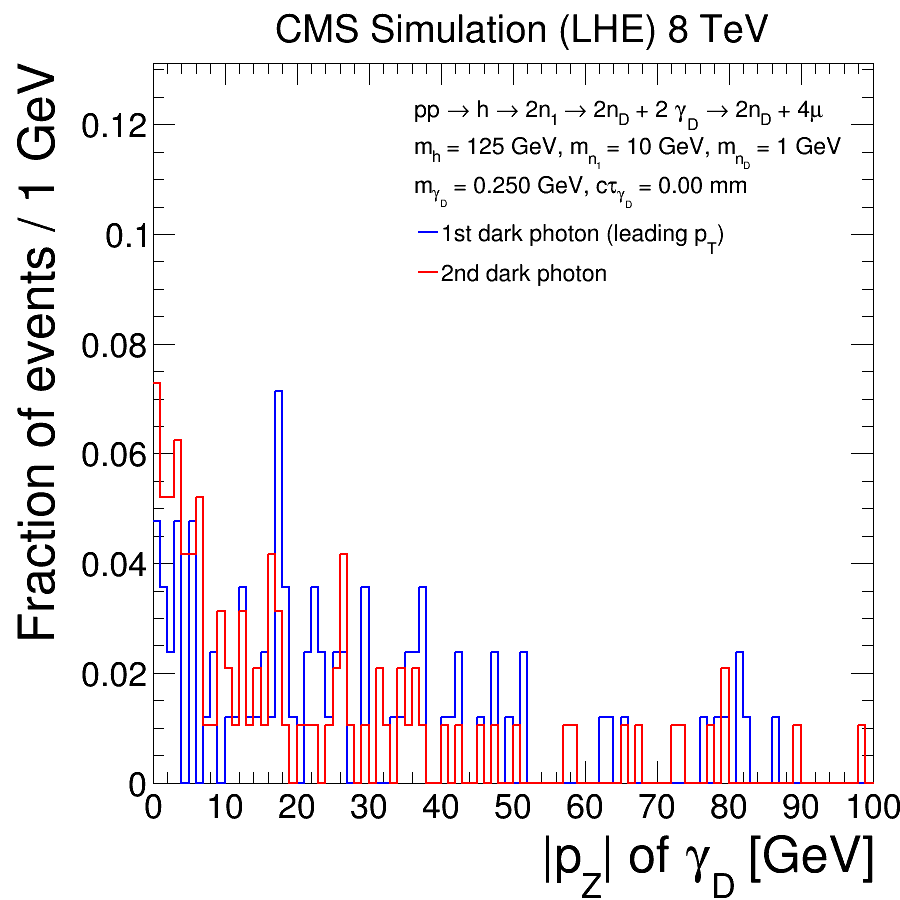 CMS Simulation (LHE) 8 TeV
Fraction of events / 1 GeV
pp → h → 2n1 → 2nD + 2 γD → 2nD + 4μ
mh = 125 GeV, mn1 = 10 GeV, mnD = 1 GeV
mγD = 0.250 GeV, cτγD = 0.00 mm
1st dark photon (leading pT)
2nd dark photon
0.12
0.1
0.08
0.06
0.04
0.02
0
0 10 20 30 40 50 60 70 80 90 100
|pZ| of γD [GeV]